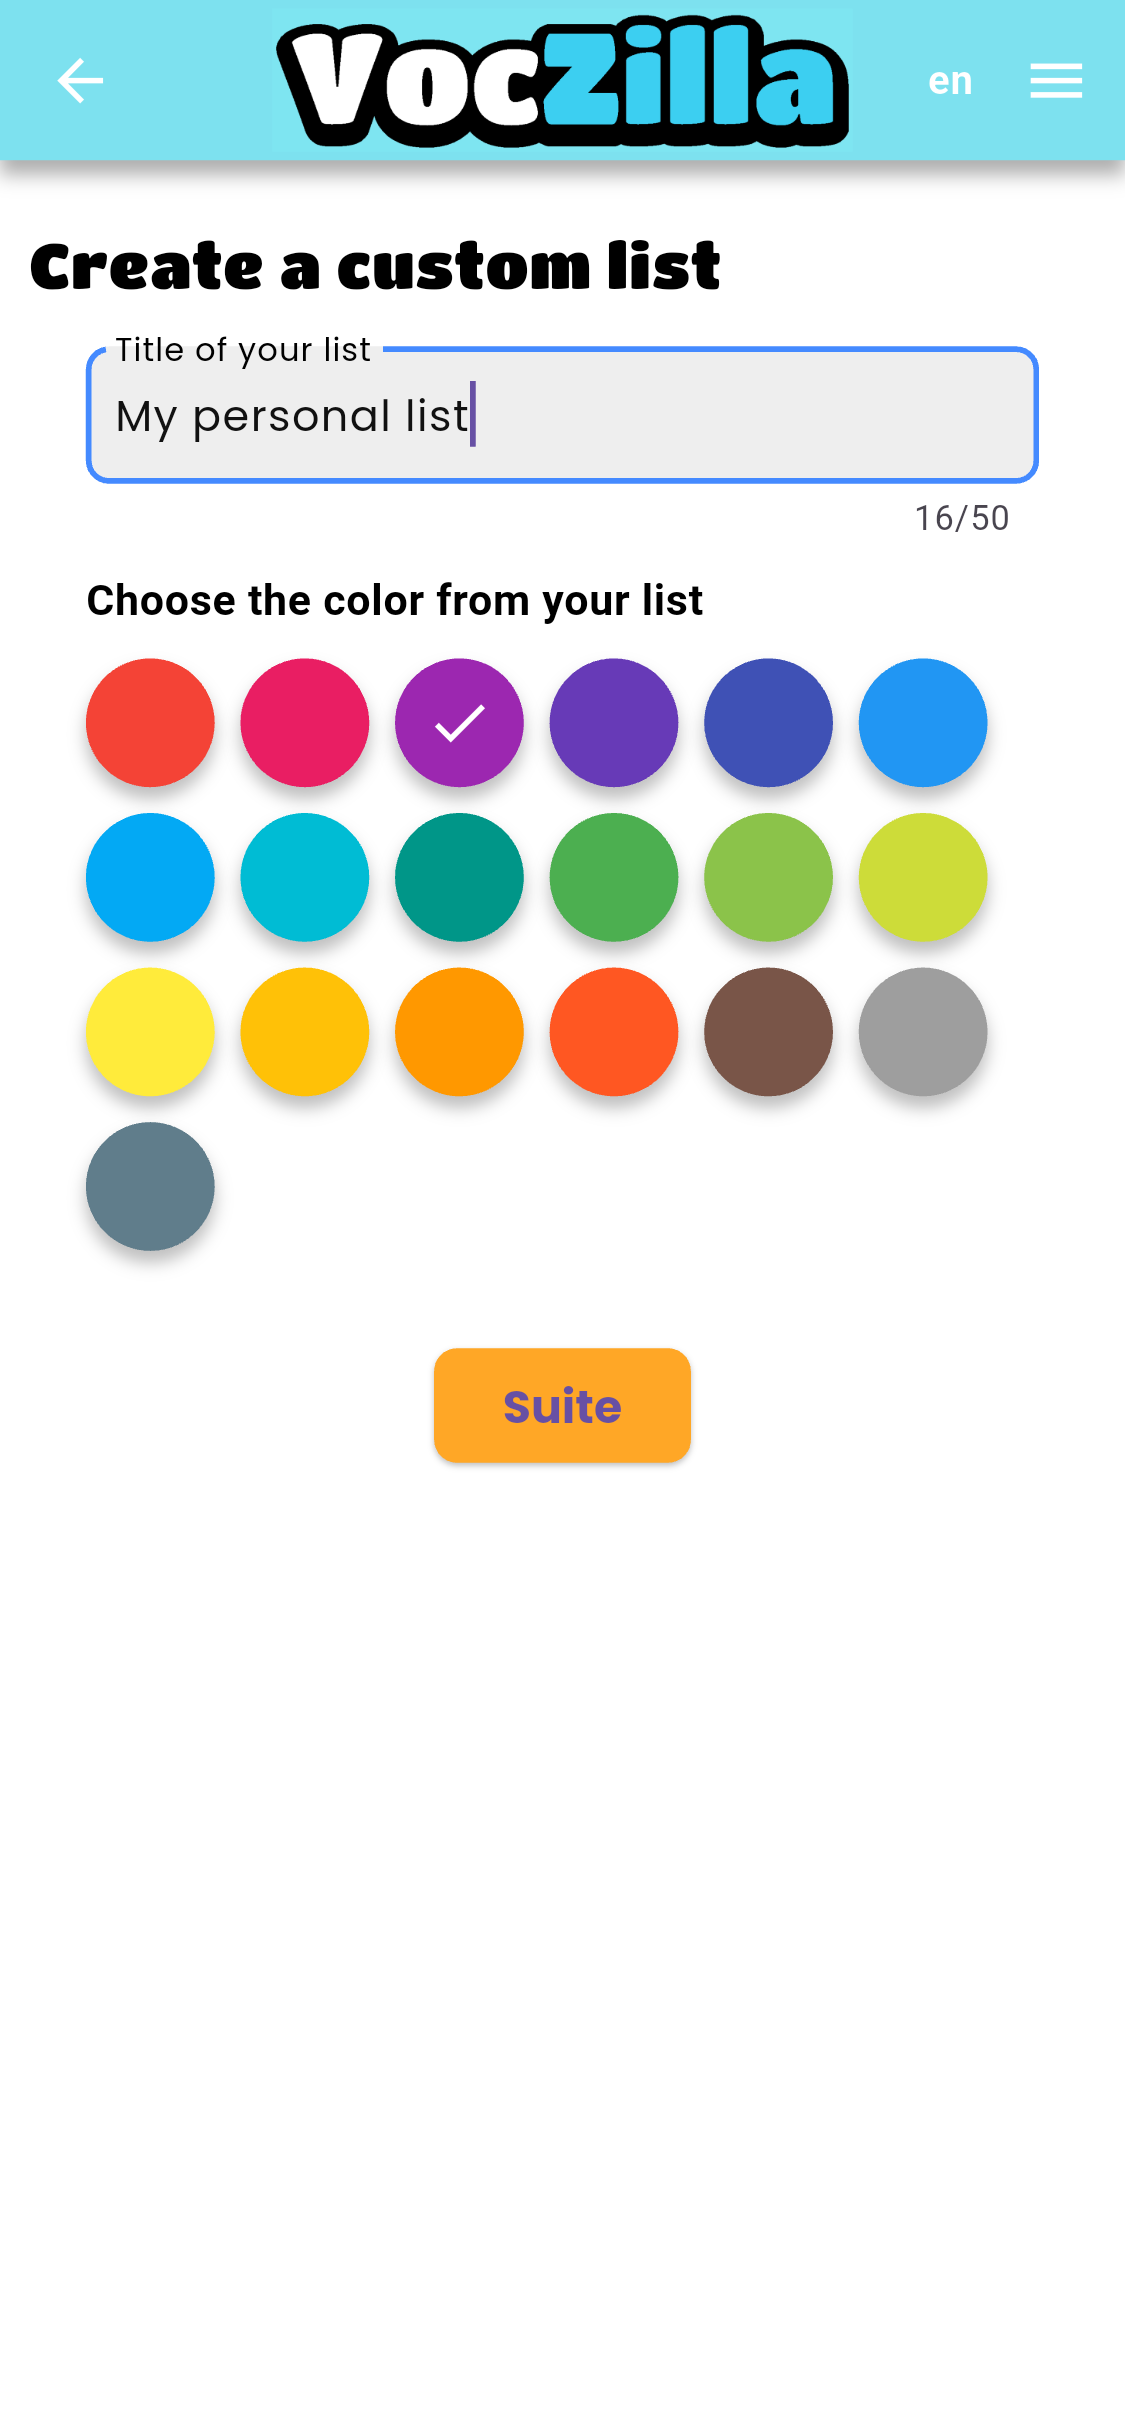 VocZilla
en
Create a custom list
Title of your list
My personal list
16/50
Choose the color from your list
Suite